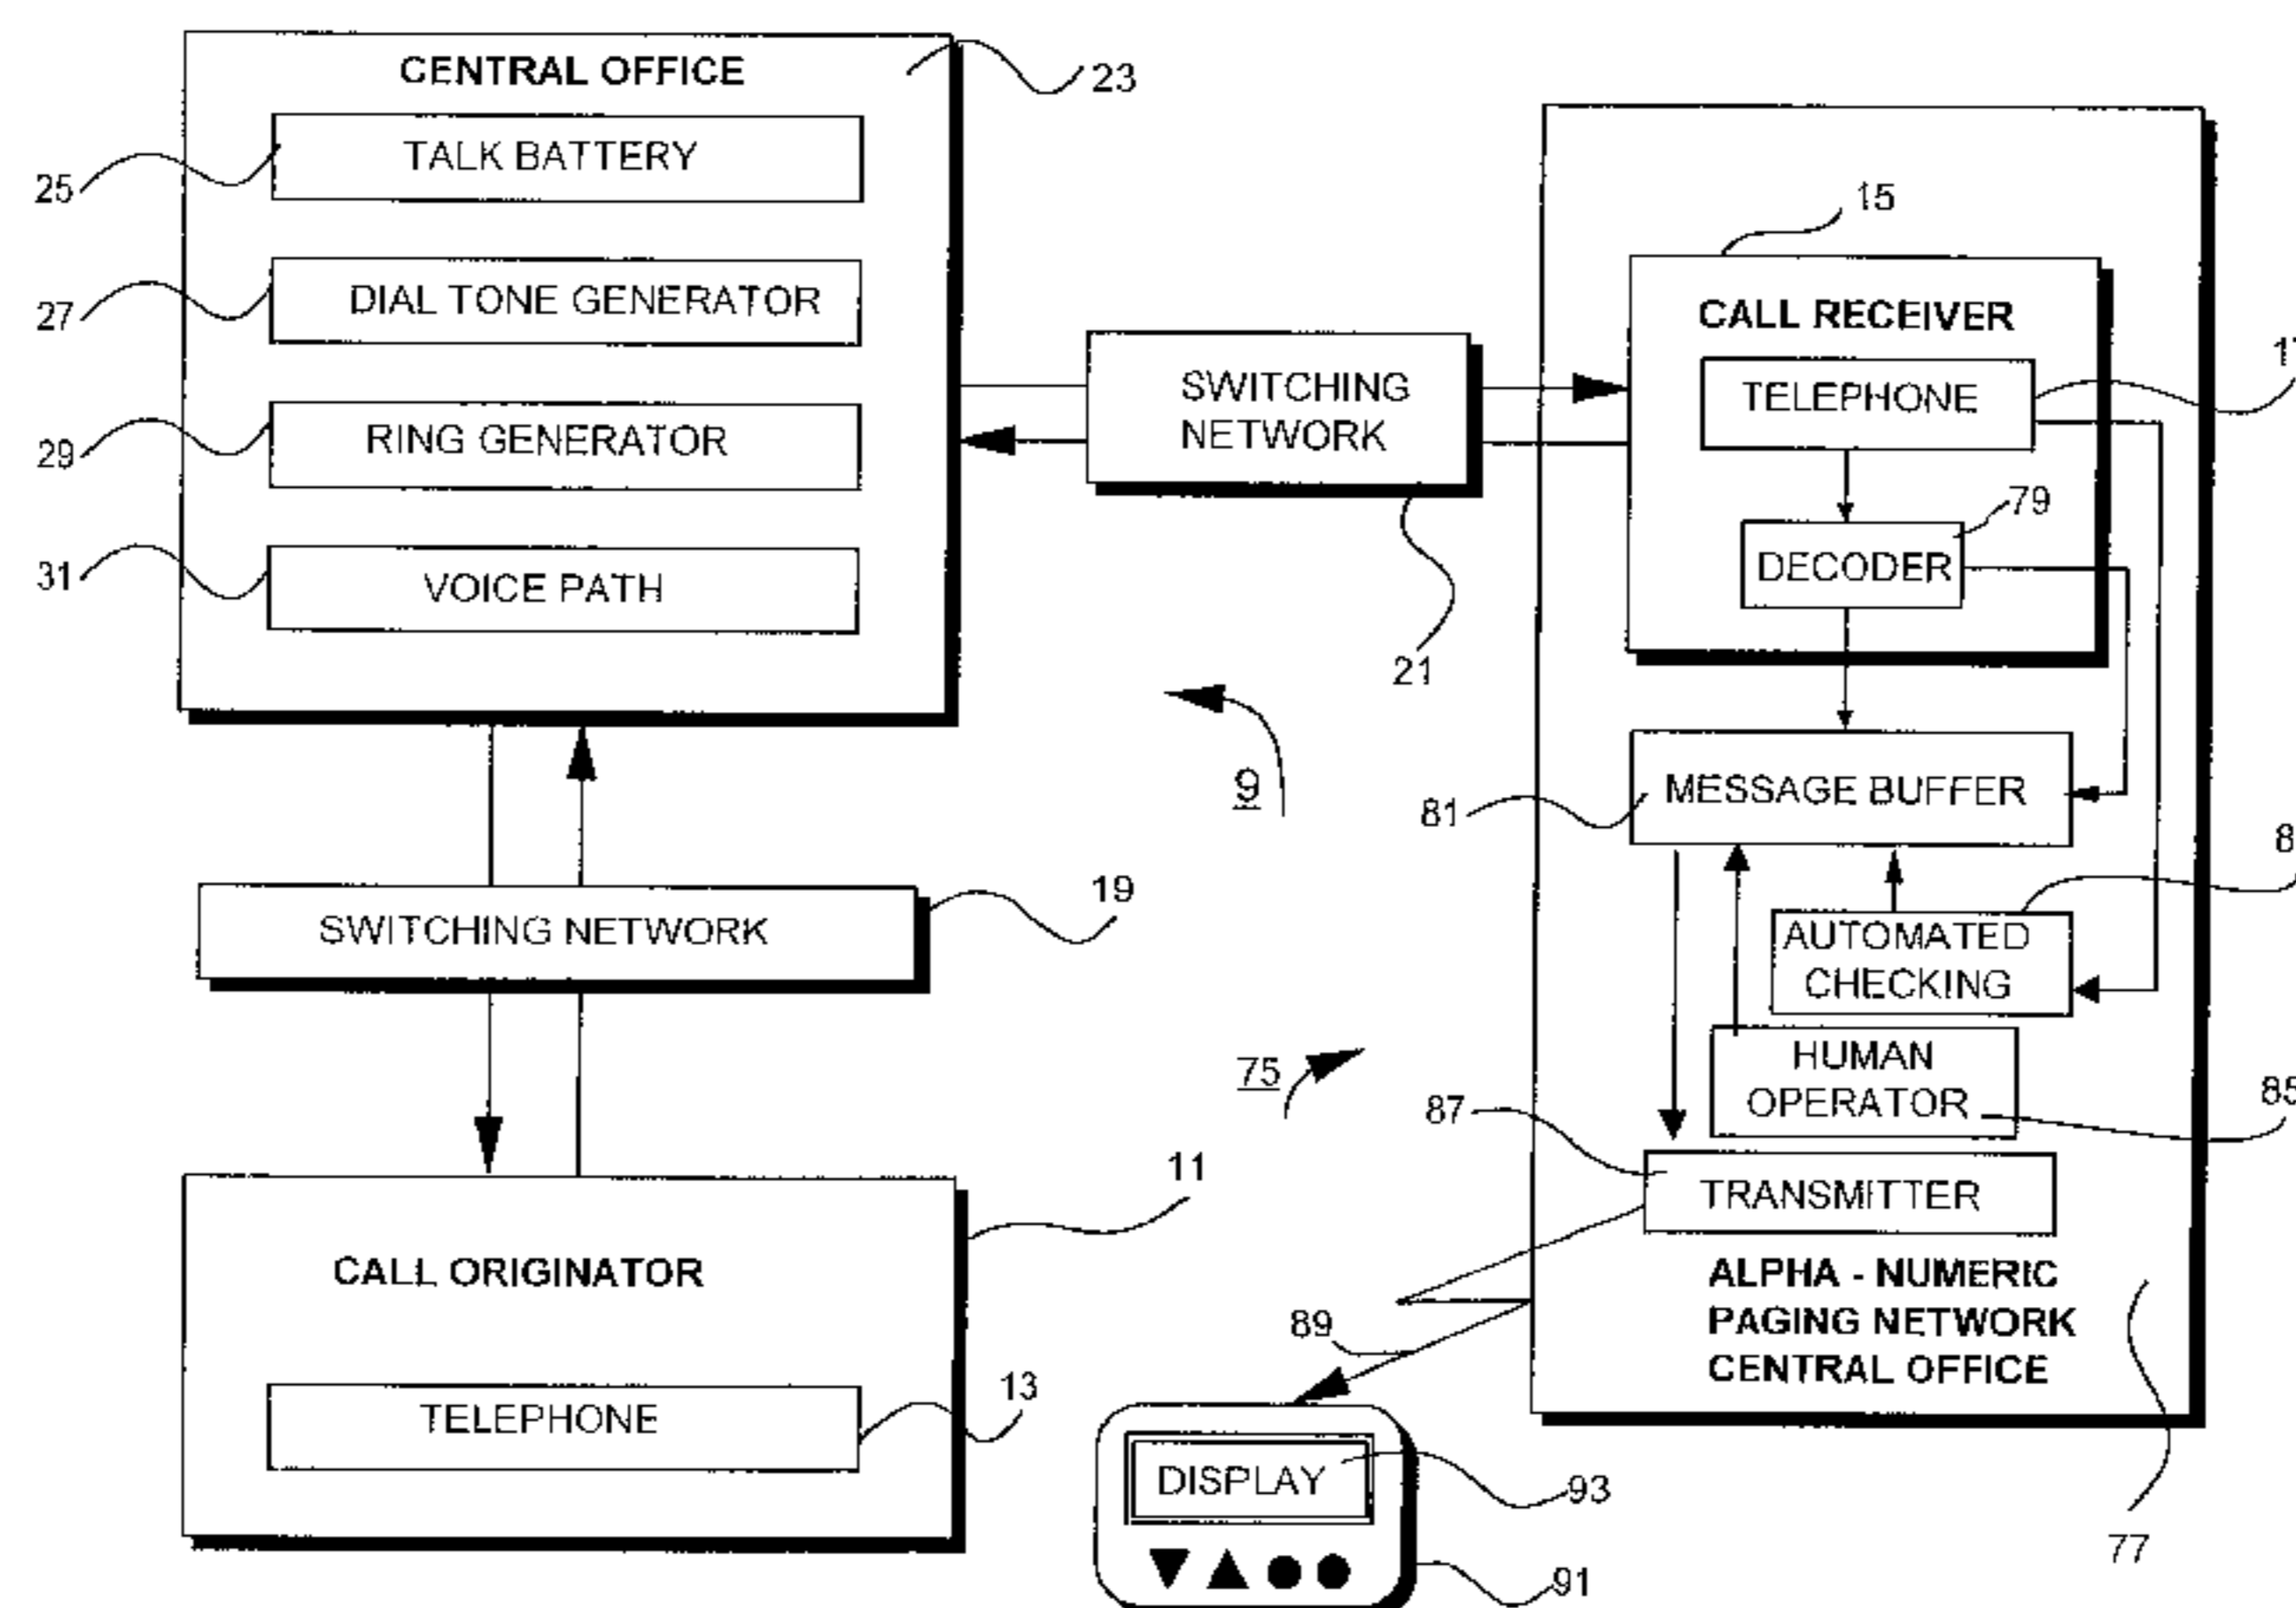 CENTRAL OFFICE
23
TALK BATTERY
25
DIAL TONE GENERATOR
27
RING GENERATOR
29
VOICE PATH
31
SWITCHING
NETWORK
21
15
CALL RECEIVER
TELEPHONE
79
DECODER
9
MESSAGE BUFFER
81
AUTOMATED
CHECKING
HUMAN
OPERATOR
85
75
87
TRANSMITTER
ALPHA - NUMERIC
PAGING NETWORK
CENTRAL OFFICE
77
SWITCHING NETWORK
19
11
CALL ORIGINATOR
TELEPHONE
13
89
DISPLAY
93
91